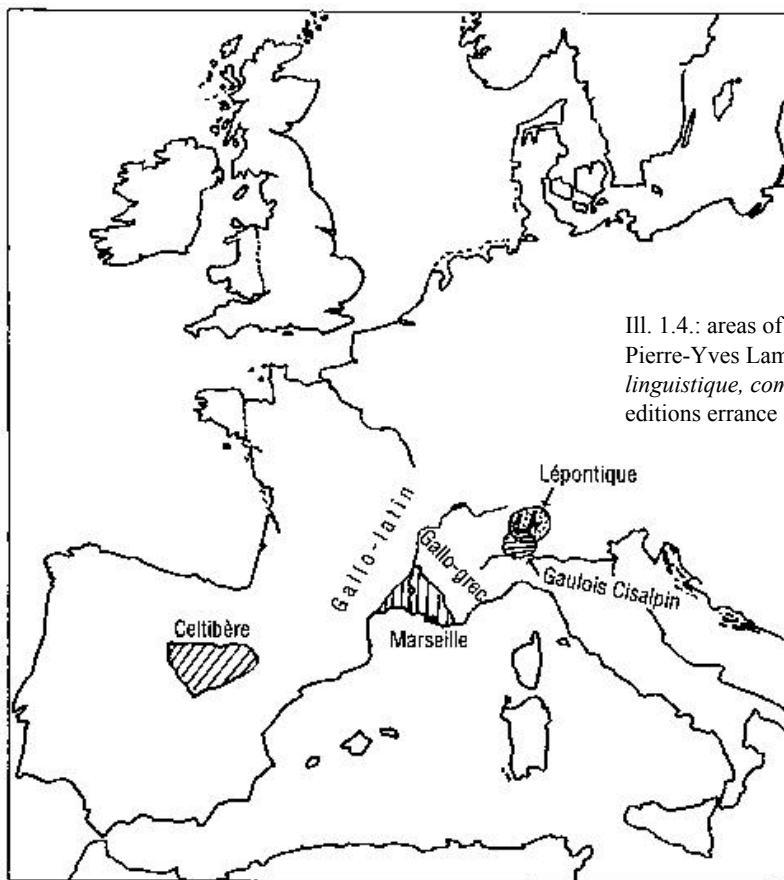 Ill. 1.4.: areas of
Pierre-Yves Lam
linguistique, com
editions errance
Lépontique
Gallo-latin
Gallo-grec
Gaulois Cisalpin
Celtibère
Marseille